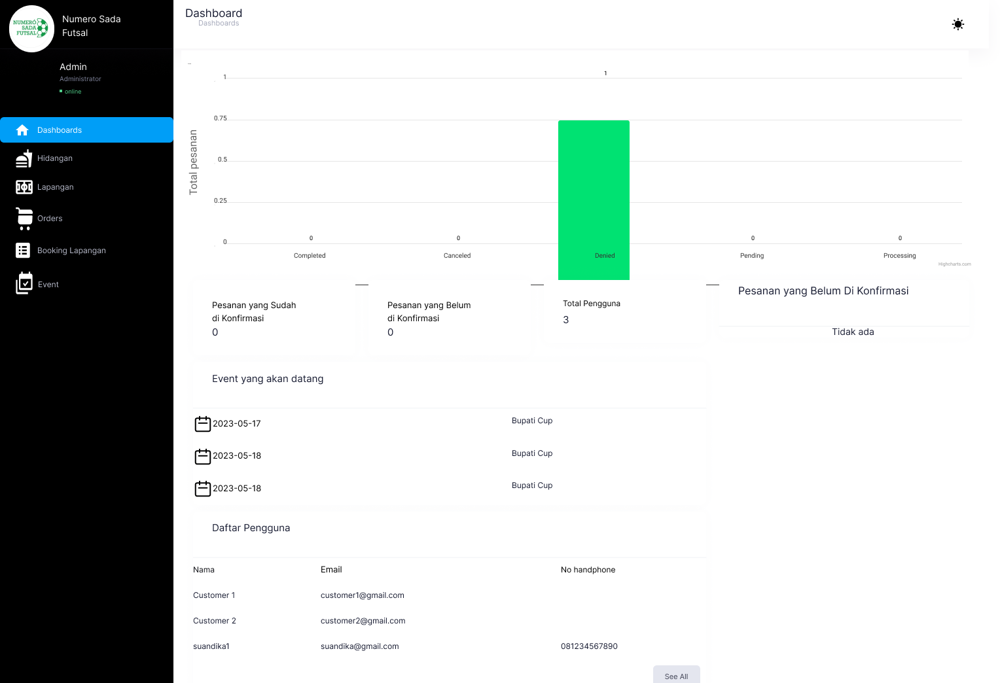 NUMERO
SADA
FUTSAL
Numero Sada
Futsal
Admin
Administrator
online
Dashboards
Hidangan
Lapangan
Orders
Booking Lapangan
Event
Dashboard
Dashboards
Total pesanan
1
0.75
0.5
0.25
0
0
0
1
0
0
Completed
Canceled
Denied
Pending
Processing
Highcharts.com
Pesanan yang Sudah
di Konfirmasi
0
Pesanan yang Belum
di Konfirmasi
0
Total Pengguna
3
Pesanan yang Belum Di Konfirmasi
Tidak ada
Event yang akan datang
2023-05-17 Bupati Cup
2023-05-18 Bupati Cup
2023-05-18 Bupati Cup
Daftar Pengguna
Nama Email No handphone
Customer 1 customer1@gmail.com
Customer 2 customer2@gmail.com
suandika1 suandika@gmail.com 081234567890
See All